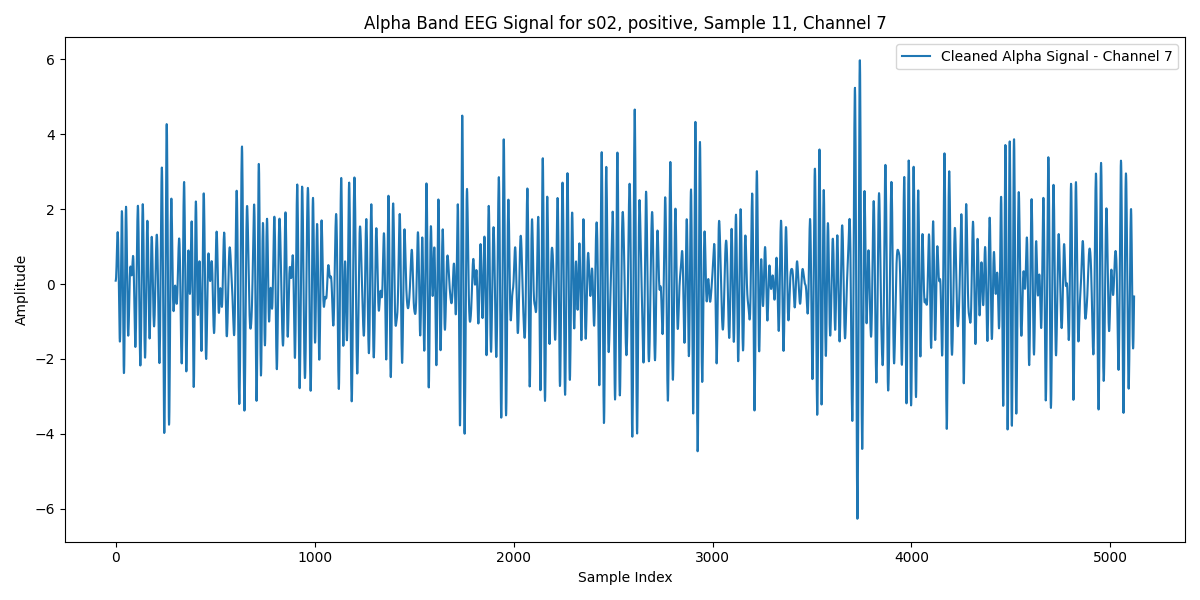 Alpha Band EEG Signal for s02, positive, Sample 11, Channel 7
Cleaned Alpha Signal - Channel 7
Amplitude
6
4
2
0
−2
−4
−6
0 1000 2000 3000 4000 5000
Sample Index